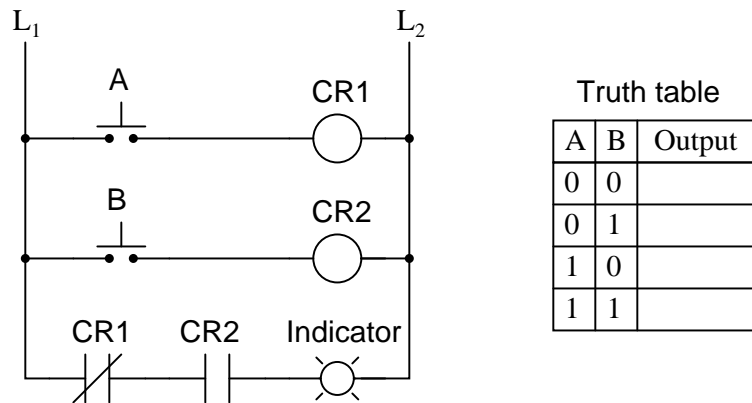 L1 L2
A CR1
B CR2
CR1 CR2 Indicator
Truth table
A B Output
0 0
0 1
1 0
1 1